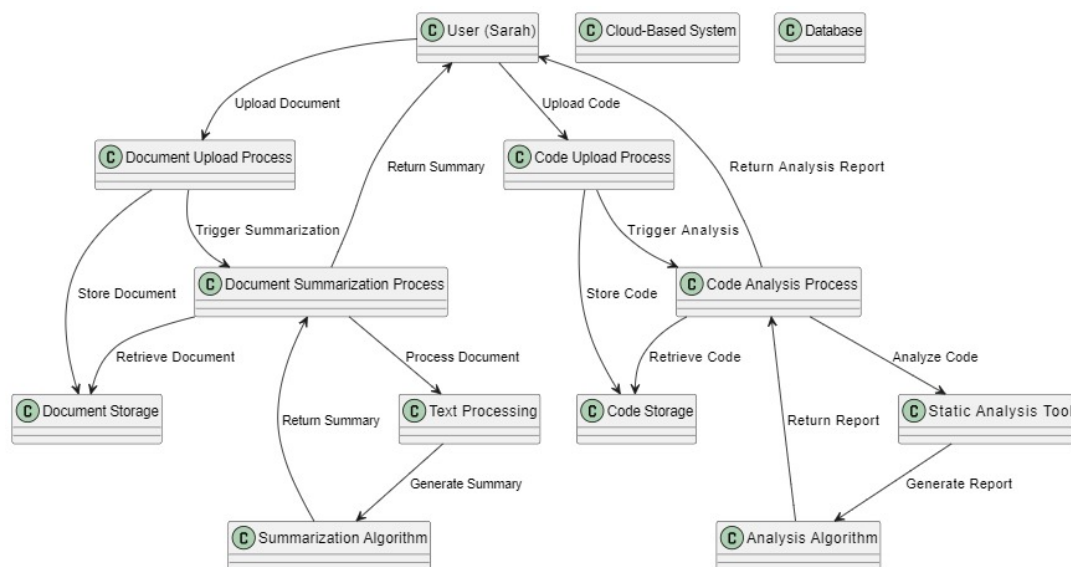 C User (Sarah)
C Cloud-Based System
C Database
Upload Document
Upload Code
C Document Upload Process
Return Summary
C Code Upload Process
Return Analysis Report
Trigger Summarization
Trigger Analysis
Store Document
C Document Summarization Process
Store Code
C Code Analysis Process
Retrieve Document
Process Document
Retrieve Code
Analyze Code
C Document Storage
Return Summary
C Text Processing
C Code Storage
Return Report
C Static Analysis Tool
Generate Summary
Generate Report
C Summarization Algorithm
C Analysis Algorithm